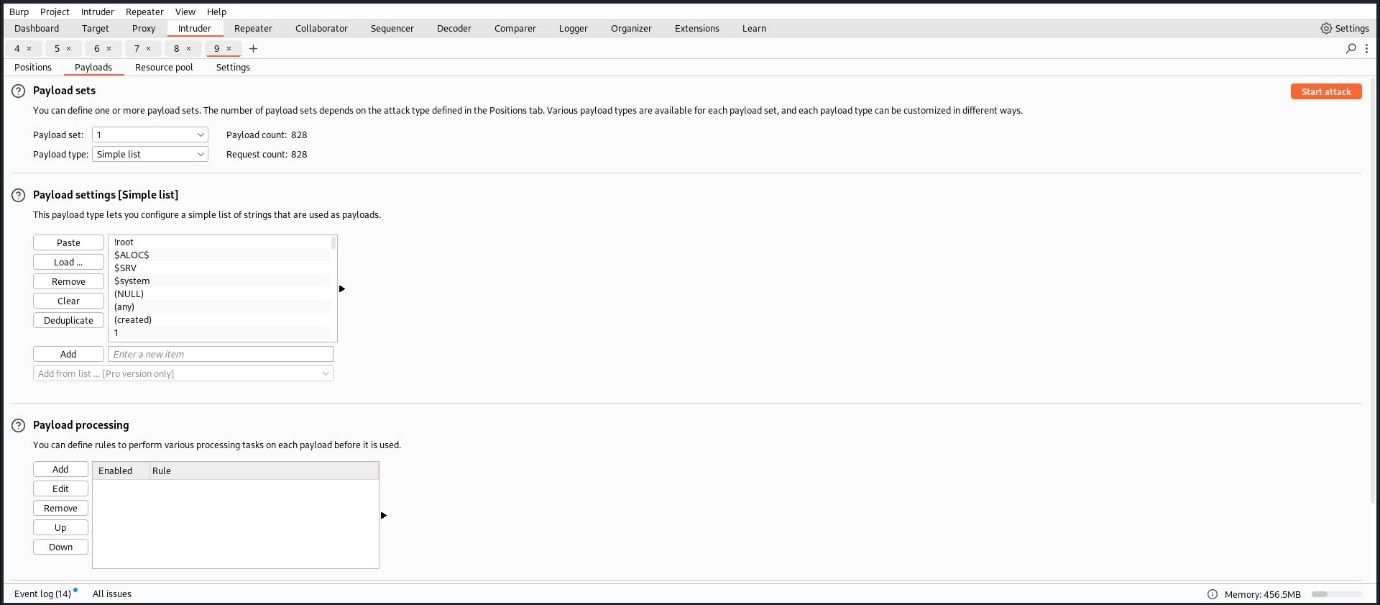 Burp Project Intruder Repeater View Help
Dashboard Target Proxy Intruder Repeater Collaborator Sequencer Decoder Comparer Logger Organizer Extensions Learn Settings
4 × 5 × 6 × 7 × 8 × 9 × +
Positions Payloads Resource pool Settings
? Payload sets Start attack
You can define one or more payload sets. The number of payload sets depends on the attack type defined in the Positions tab. Various payload types are available for each payload set, and each payload type can be customized in different ways.
Payload set: 1 Payload count: 828
Payload type: Simple list Request count: 828
? Payload settings [Simple list]
This payload type lets you configure a simple list of strings that are used as payloads.
Paste
Load ...
Remove
Clear
Deduplicate
!root
$ALOC$
$SRV
$system
(NULL)
(any)
(created)
1
Add Enter a new item
Add from list ... [Pro version only]
? Payload processing
You can define rules to perform various processing tasks on each payload before it is used.
Add
Edit
Remove
Up
Down
Enabled Rule
Event log (14) All issues Memory: 456.5MB